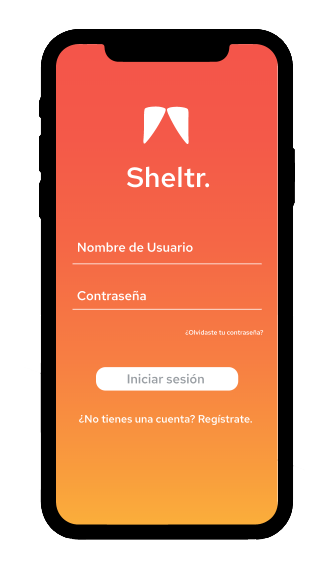 Sheltr.
Nombre de Usuario
Contraseña
¿Olvidaste tu contraseña?
Iniciar sesión
¿No tienes una cuenta? Regístrate.